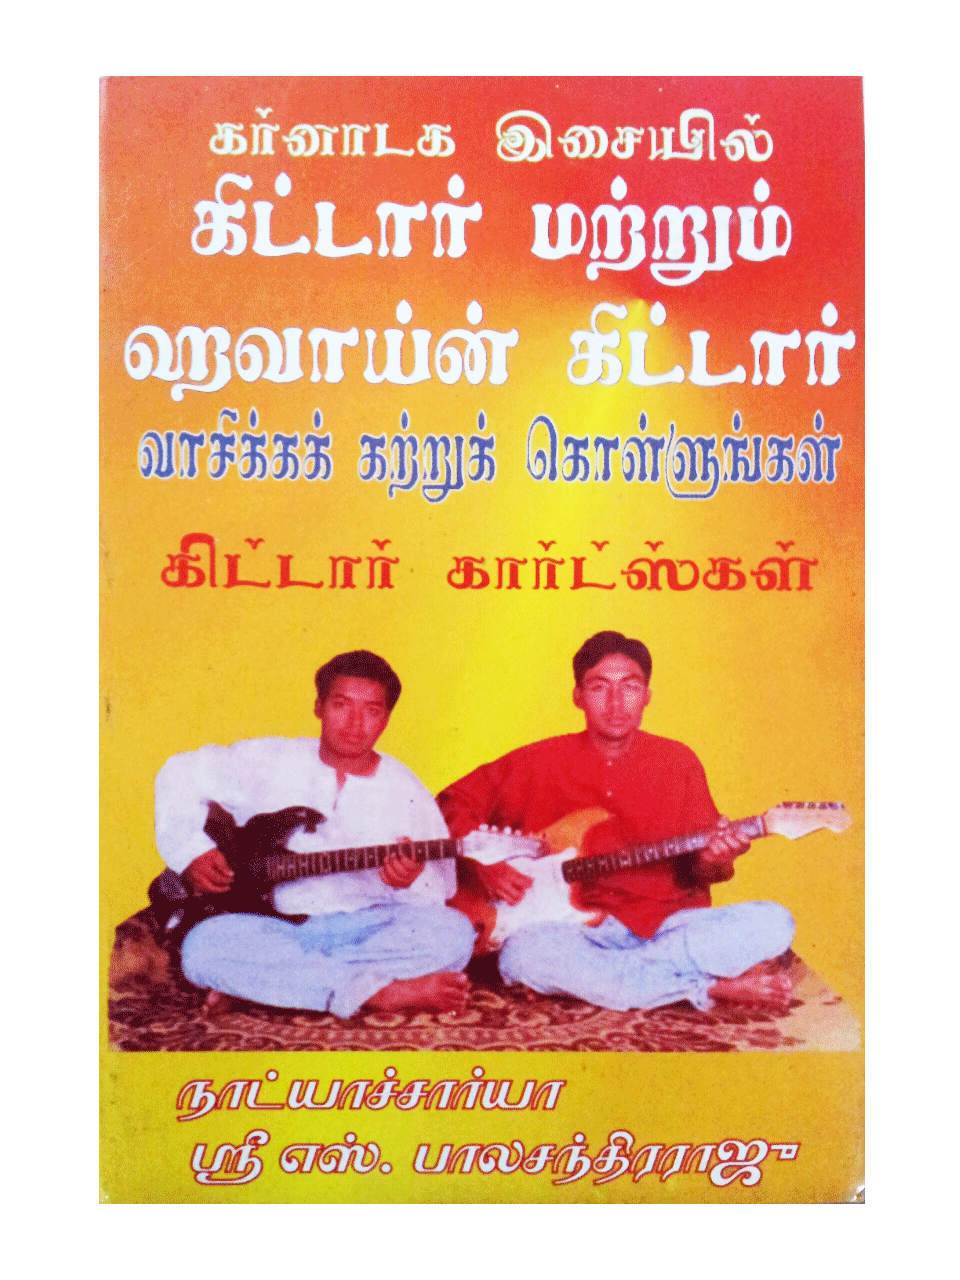 கர்னாடக இசையில்
கிட்டார் மற்றும்
ஹவாய்ன் கிட்டார்
வாசிக்கக் கற்றுக் கொள்ளுங்கள்
கிட்டார் கார்ட்ஸ்கள்
நாட்யாச்சார்யா
ஸ்ரீ எஸ். பாலசந்திரராஜு